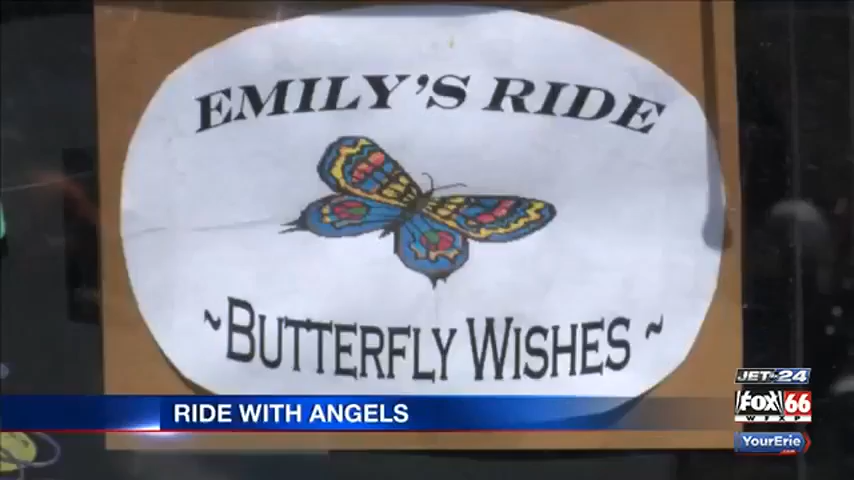 EMILY'S RIDE
~BUTTERFLY WISHES~
RIDE WITH ANGELS
JET 24
FOX 66
WFXP
YourErie